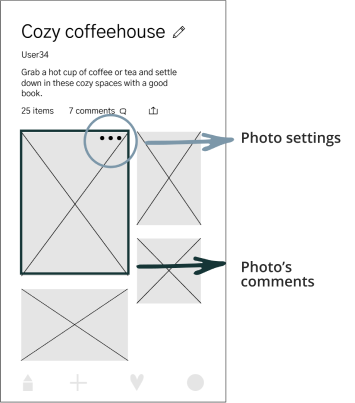 Cozy coffeehouse
User34
Grab a hot cup of coffee or tea and settle
down in these cozy spaces with a good
book.
25 items 7 comments
Photo settings
Photo's
comments